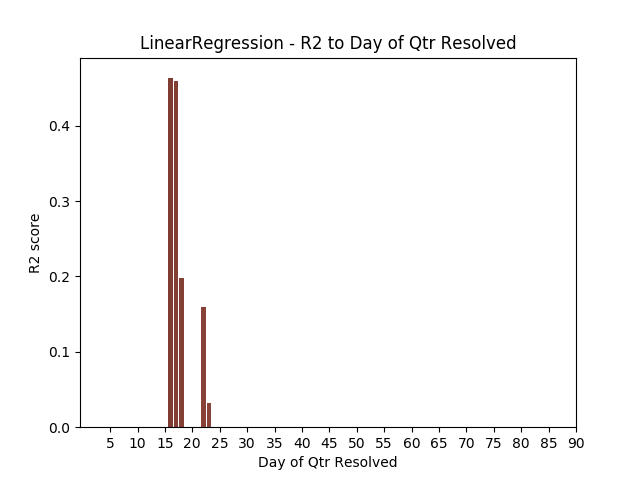 LinearRegression - R2 to Day of Qtr Resolved
R2 score
0.4
0.3
0.2
0.1
0.0
5 10 15 20 25 30 35 40 45 50 55 60 65 70 75 80 85 90
Day of Qtr Resolved